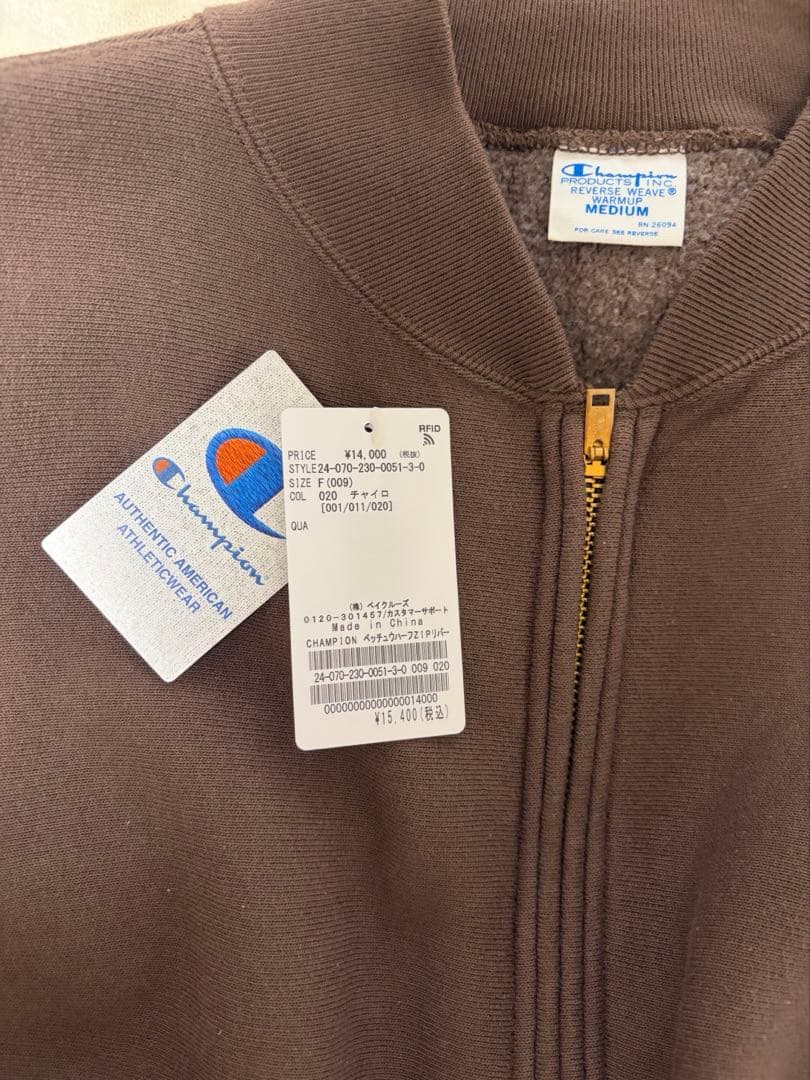 Champion
PRODUCTS INC.
REVERSE WEAVE®
WARMUP
MEDIUM
RN 26094
FOR CARE SEE REVERSE
Champion
AUTHENTIC AMERICAN
ATHLETICWEAR
RFID
PRICE ¥14,000 (税抜)
STYLE24-070-230-0051-3-0
SIZE F(009)
COL 020 チャイロ
[001/011/020]
QUA
(株)ベイクルーズ
0120-301457/カスタマーサポート
Made in China
CHAMPION ペッチュウハーフZIPリバー
24-070-230-0051-3-0 009 020
0000000000000000014000
¥15,400(税込)